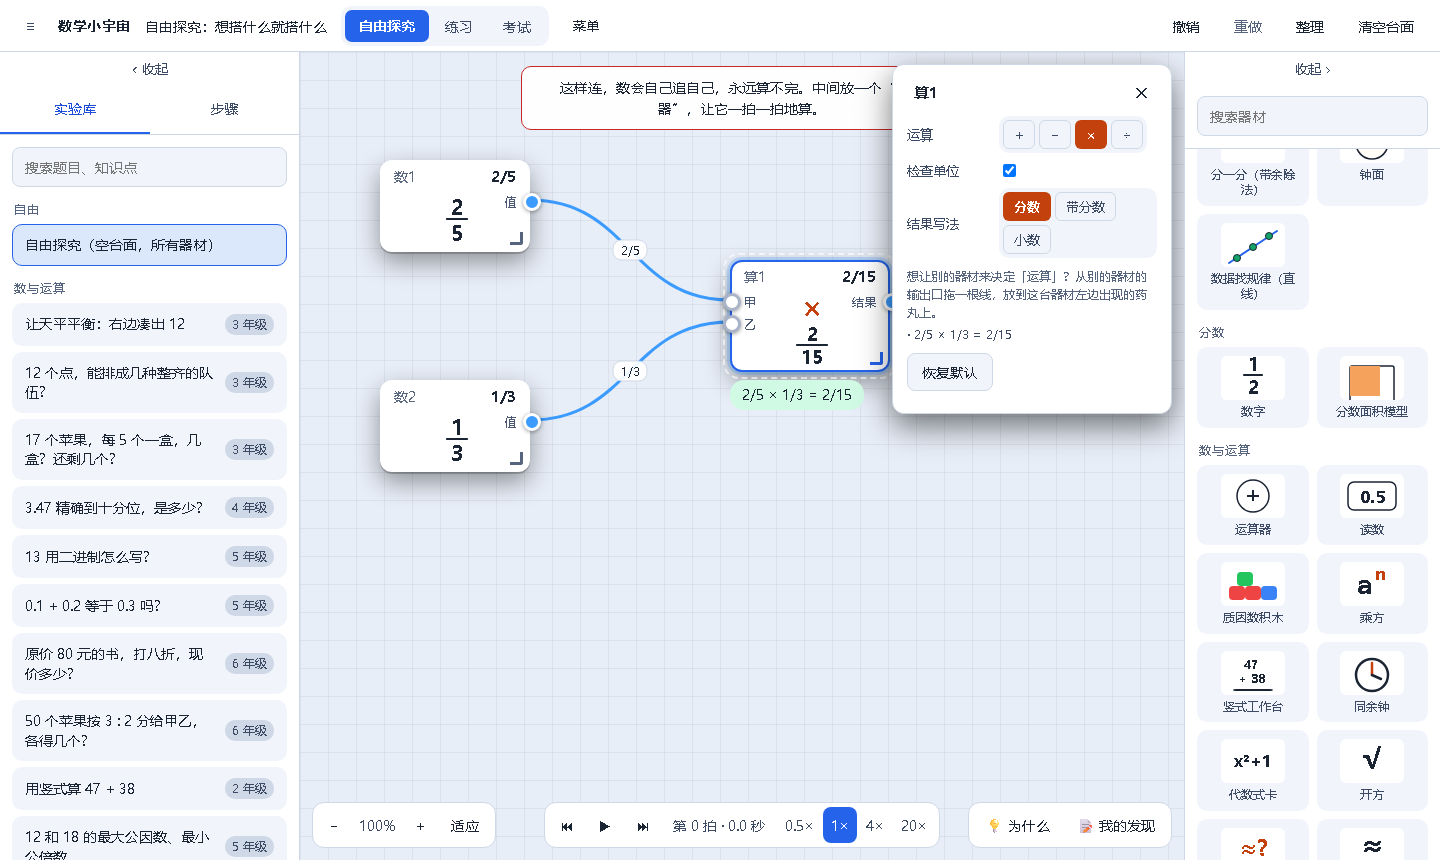 ≡ 数学小宇宙 自由探究：想搭什么就搭什么 自由探究 练习 考试 菜单 撤销 重做 整理 清空台面
‹ 收起
实验库 步骤
搜索题目、知识点
自由
自由探究（空台面，所有器材）
数与运算
让天平平衡：右边凑出 12 3 年级
12 个点，能排成几种整齐的队
伍？ 3 年级
17 个苹果，每 5 个一盒，几
盒？还剩几个？ 3 年级
3.47 精确到十分位，是多少？ 4 年级
13 用二进制怎么写？ 5 年级
0.1 + 0.2 等于 0.3 吗？ 5 年级
原价 80 元的书，打八折，现
价多少？ 6 年级
50 个苹果按 3 : 2 分给甲乙，
各得几个？ 6 年级
用竖式算 47 + 38 2 年级
12 和 18 的最大公因数、最小
公倍数 5 年级
这样连，数会自己追自己，永远算不完。中间放一个
器”，让它一拍一拍地算。
数1 2/5
2
5
值
2/5
数2 1/3
1
3
值
1/3
算1 2/15
甲
乙
结果
×
2
15
2/5 × 1/3 = 2/15
算1 ×
运算 + − × ÷
检查单位
结果写法 分数 带分数
小数
想让别的器材来决定「运算」？从别的器材的
输出口拖一根线，放到这台器材左边出现的药
丸上。
· 2/5 × 1/3 = 2/15
恢复默认
− 100% + 适应
第 0 拍 · 0.0 秒 0.5× 1× 4× 20×
为什么 我的发现
收起 ›
搜索器材
分一分（带余除
法）
钟面
数据找规律（直
线）
分数
1
2
数字
分数面积模型
数与运算
运算器
0.5
读数
质因数积木
aⁿ
乘方
47
+ 38
竖式工作台
同余钟
x²+1
代数式卡
√
开方
≈?
≈